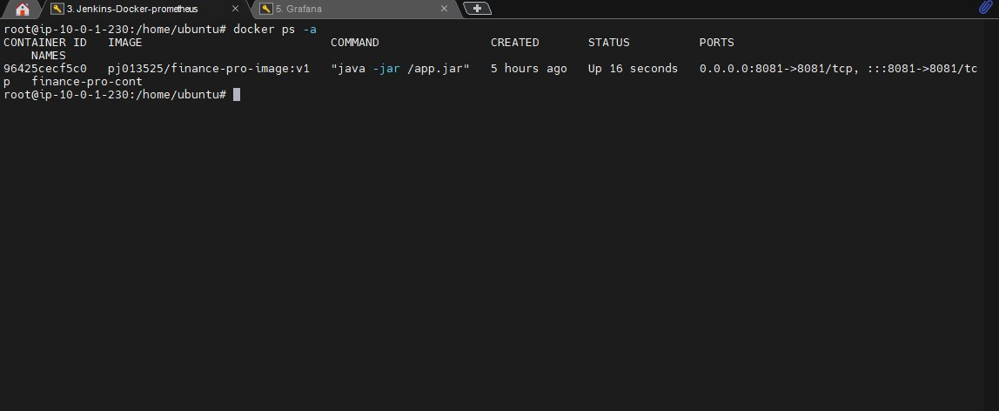 3. Jenkins-Docker-prometheus
5. Grafana
root@ip-10-0-1-230:/home/ubuntu# docker ps -a
CONTAINER ID   IMAGE                           COMMAND                CREATED       STATUS          PORTS
    NAMES
96425cecf5c0   pj013525/finance-pro-image:v1   "java -jar /app.jar"   5 hours ago   Up 16 seconds   0.0.0.0:8081->8081/tcp, :::8081->8081/tc
p   finance-pro-cont
root@ip-10-0-1-230:/home/ubuntu#